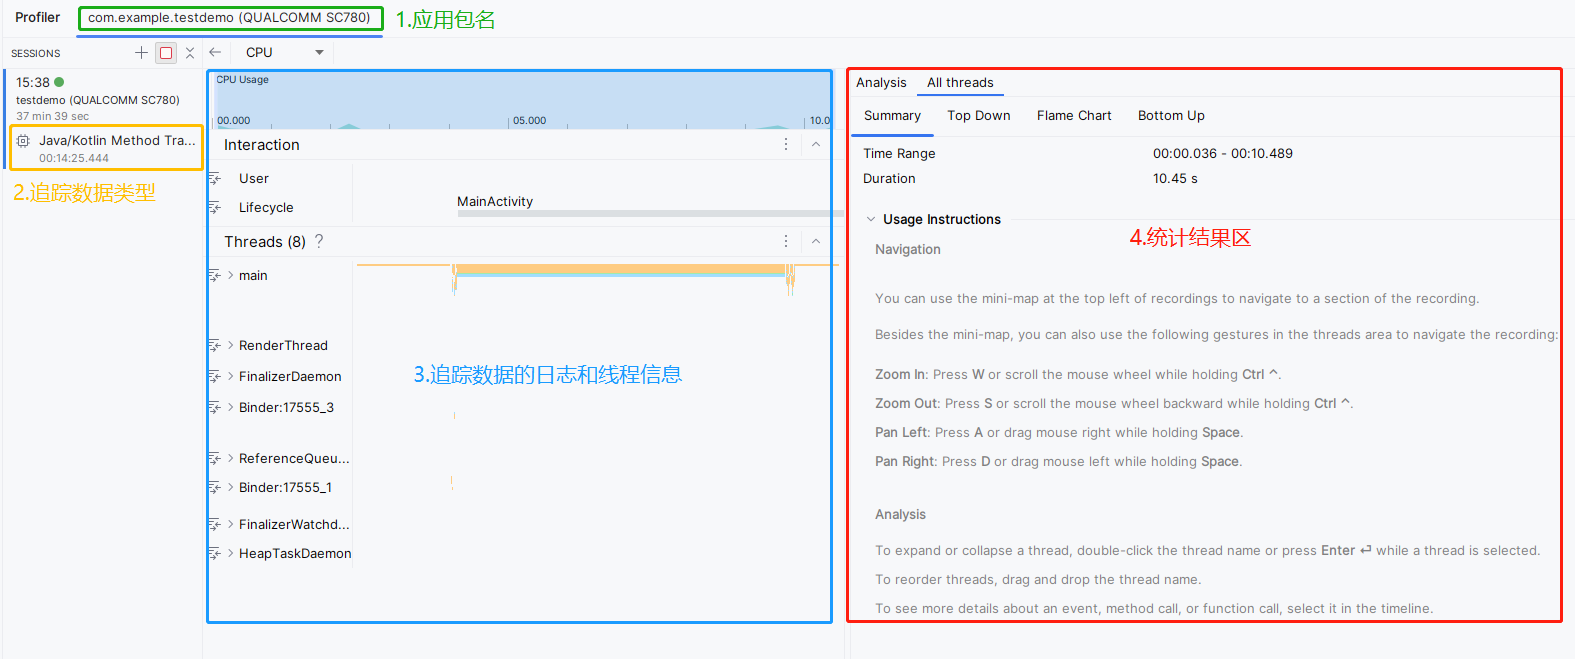 Profiler
com.example.testdemo (QUALCOMM SC780)
1.应用包名
SESSIONS
CPU
15:38
testdemo (QUALCOMM SC780)
37 min 39 sec
Java/Kotlin Method Tra...
00:14:25.444
2.追踪数据类型
CPU Usage
00.000
05.000
10.0
Interaction
User
Lifecycle
MainActivity
Threads (8) ?
main
RenderThread
FinalizerDaemon
3.追踪数据的日志和线程信息
Binder:17555_3
ReferenceQueu...
Binder:17555_1
FinalizerWatchd...
HeapTaskDaemon
Analysis
All threads
Summary
Top Down
Flame Chart
Bottom Up
Time Range
00:00.036 - 00:10.489
Duration
10.45 s
Usage Instructions
4.统计结果区
Navigation
You can use the mini-map at the top left of recordings to navigate to a section of the recording.
Besides the mini-map, you can also use the following gestures in the threads area to navigate the recording:
Zoom In: Press W or scroll the mouse wheel while holding Ctrl ^.
Zoom Out: Press S or scroll the mouse wheel backward while holding Ctrl ^.
Pan Left: Press A or drag mouse right while holding Space.
Pan Right: Press D or drag mouse left while holding Space.
Analysis
To expand or collapse a thread, double-click the thread name or press Enter ↵ while a thread is selected.
To reorder threads, drag and drop the thread name.
To see more details about an event, method call, or function call, select it in the timeline.